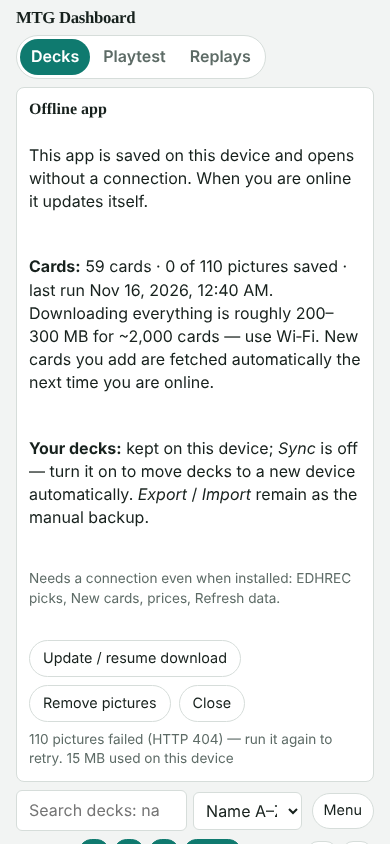 MTG Dashboard
Decks Playtest Replays
Offline app
This app is saved on this device and opens
without a connection. When you are online
it updates itself.
Cards: 59 cards · 0 of 110 pictures saved ·
last run Nov 16, 2026, 12:40 AM.
Downloading everything is roughly 200–
300 MB for ~2,000 cards — use Wi-Fi. New
cards you add are fetched automatically the
next time you are online.
Your decks: kept on this device; Sync is off
— turn it on to move decks to a new device
automatically. Export / Import remain as the
manual backup.
Needs a connection even when installed: EDHREC
picks, New cards, prices, Refresh data.
Update / resume download
Remove pictures Close
110 pictures failed (HTTP 404) — run it again to
retry. 15 MB used on this device
Search decks: na Name A–Z Menu